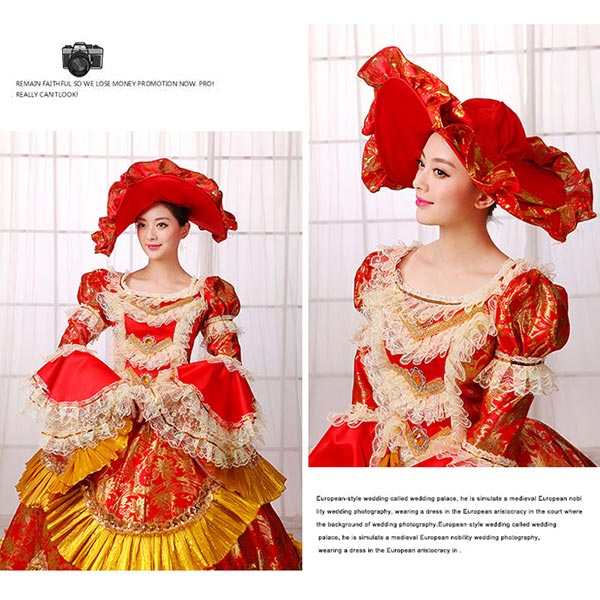 REMAIN FAITHFUL SO WE LOSE MONEY PROMOTION NOW. PRO!
. REALLY CAN'TLOOK!
European-style wedding called wedding palace, he is simulate a medieval European nobi
lity wedding photography, wearing a dress in the European aristocracy in the court where
the background of wedding photography.European-style wedding called wedding
palace, he is simulate a medieval European nobility wedding photography,
wearing a dress in the European aristocracy in .